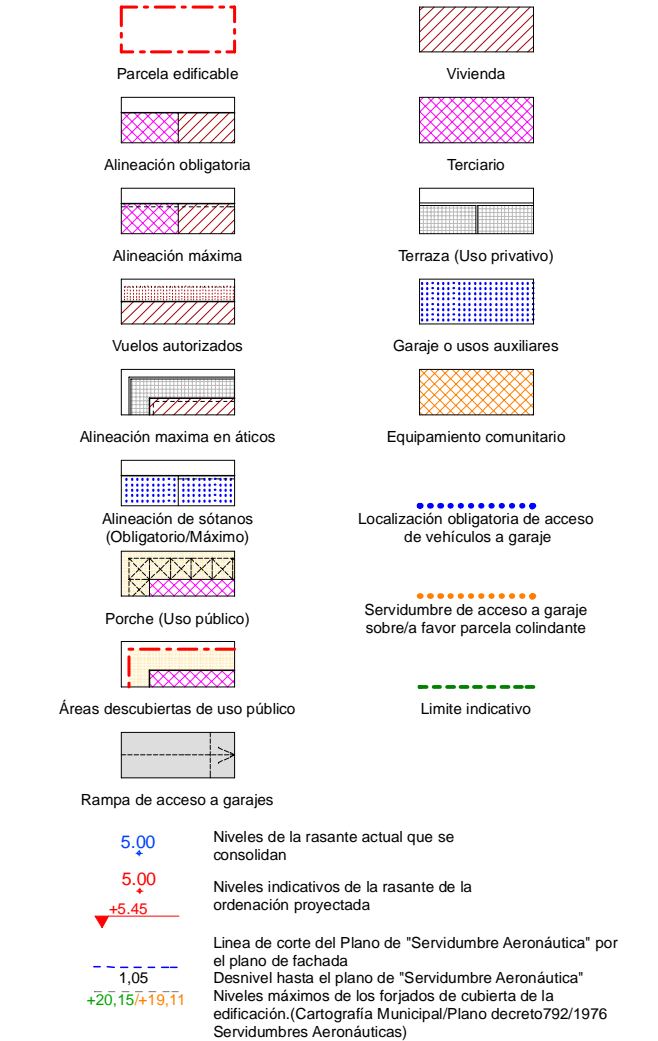 Parcela edificable
Vivienda
Alineación obligatoria
Terciario
Alineación máxima
Terraza (Uso privativo)
Vuelos autorizados
Garaje o usos auxiliares
Alineación maxima en áticos
Equipamiento comunitario
Alineación de sótanos
(Obligatorio/Máximo)
Localización obligatoria de acceso
de vehículos a garaje
Porche (Uso público)
Servidumbre de acceso a garaje
sobre/a favor parcela colindante
Áreas descubiertas de uso público
Limite indicativo
Rampa de acceso a garajes
5.00
Niveles de la rasante actual que se
consolidan
5.00
+5.45
Niveles indicativos de la rasante de la
ordenación proyectada
Linea de corte del Plano de "Servidumbre Aeronáutica" por
el plano de fachada
1,05
Desnivel hasta el plano de "Servidumbre Aeronáutica"
+20,15/+19,11
Niveles máximos de los forjados de cubierta de la
edificación.(Cartografía Municipal/Plano decreto792/1976
Servidumbres Aeronáuticas)